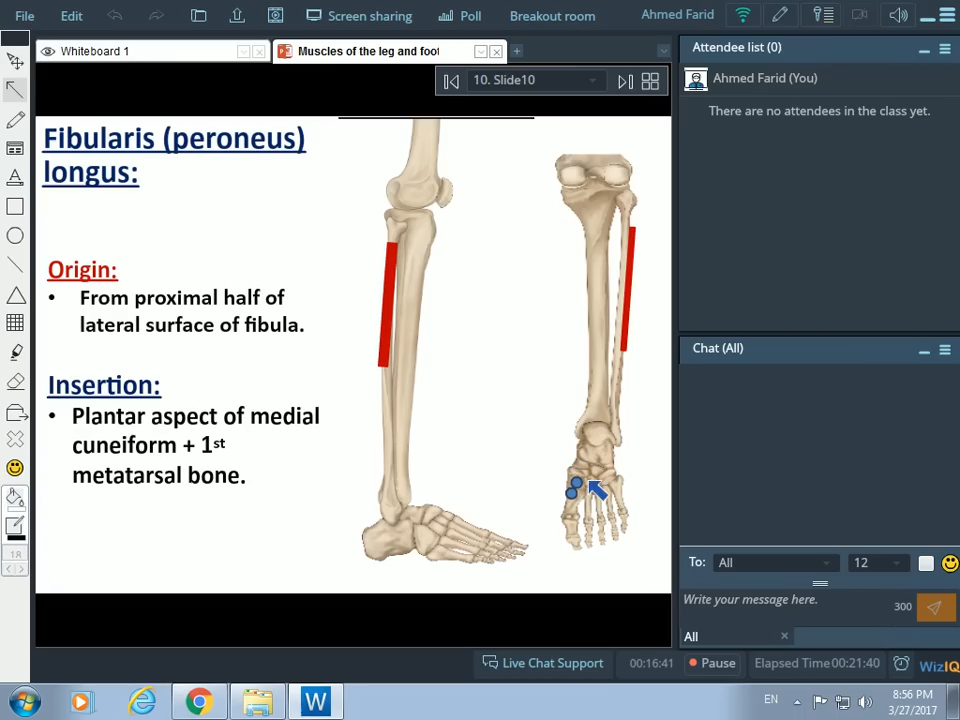 File Edit Screen sharing Poll Breakout room Ahmed Farid
Whiteboard 1 Muscles of the leg and foot
Attendee list (0)
10. Slide10
Ahmed Farid (You)
There are no attendees in the class yet.
Fibularis (peroneus)
longus:
Origin:
• From proximal half of
lateral surface of fibula.
Insertion:
• Plantar aspect of medial
cuneiform + 1st
metatarsal bone.
Chat (All)
To: All 12
Write your message here. 300
All
1R
Live Chat Support 00:16:41 Pause Elapsed Time 00:21:40 WizIQ
W EN 8:56 PM
3/27/2017